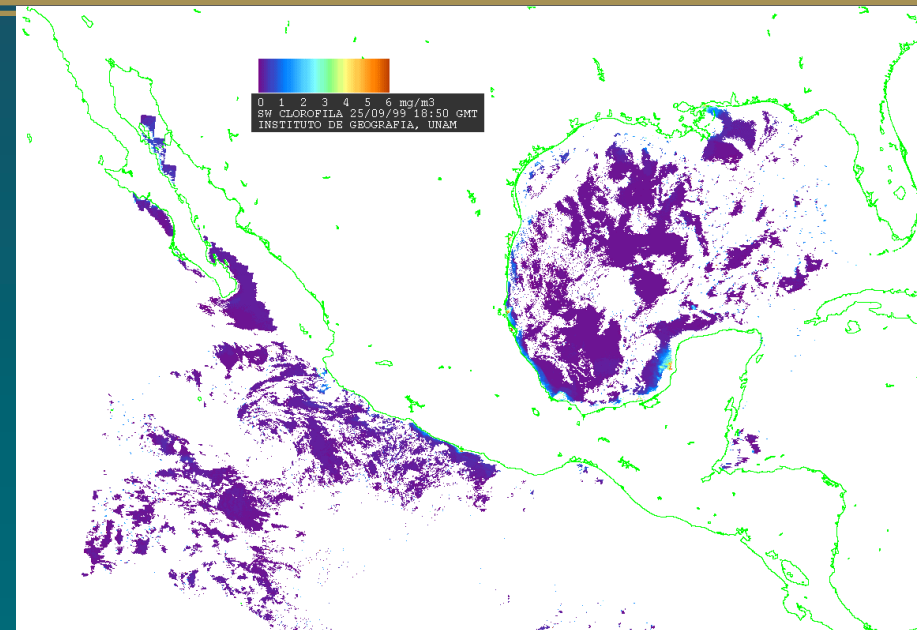 0 1 2 3 4 5 6 mg/m3
SW CLOROFILA 25/09/99 18:50 GMT
INSTITUTO DE GEOGRAFIA, UNAM